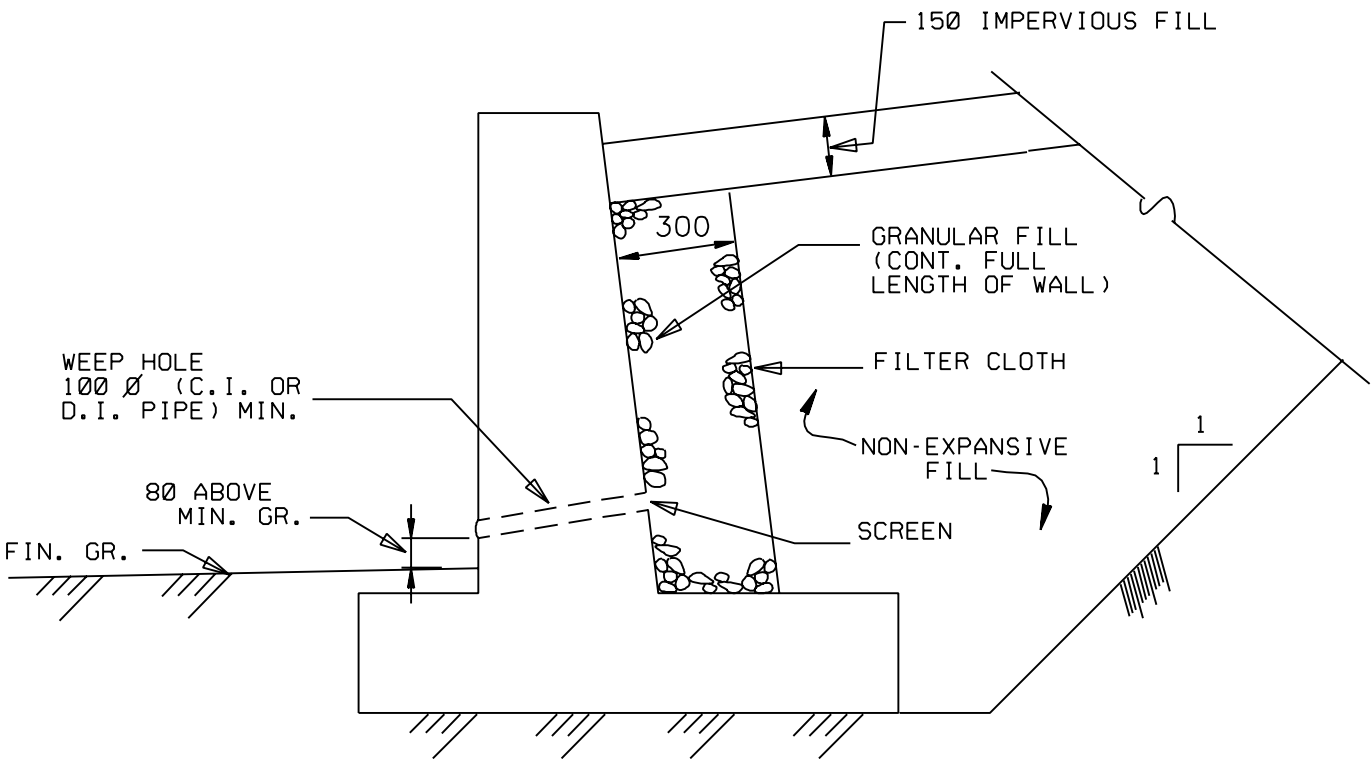 150 IMPERVIOUS FILL
300
GRANULAR FILL
(CONT. FULL
LENGTH OF WALL)
WEEP HOLE
100 Ø (C.I. OR
D.I. PIPE) MIN.
FILTER CLOTH
1
1
NON-EXPANSIVE
FILL
80 ABOVE
MIN. GR.
SCREEN
FIN. GR.